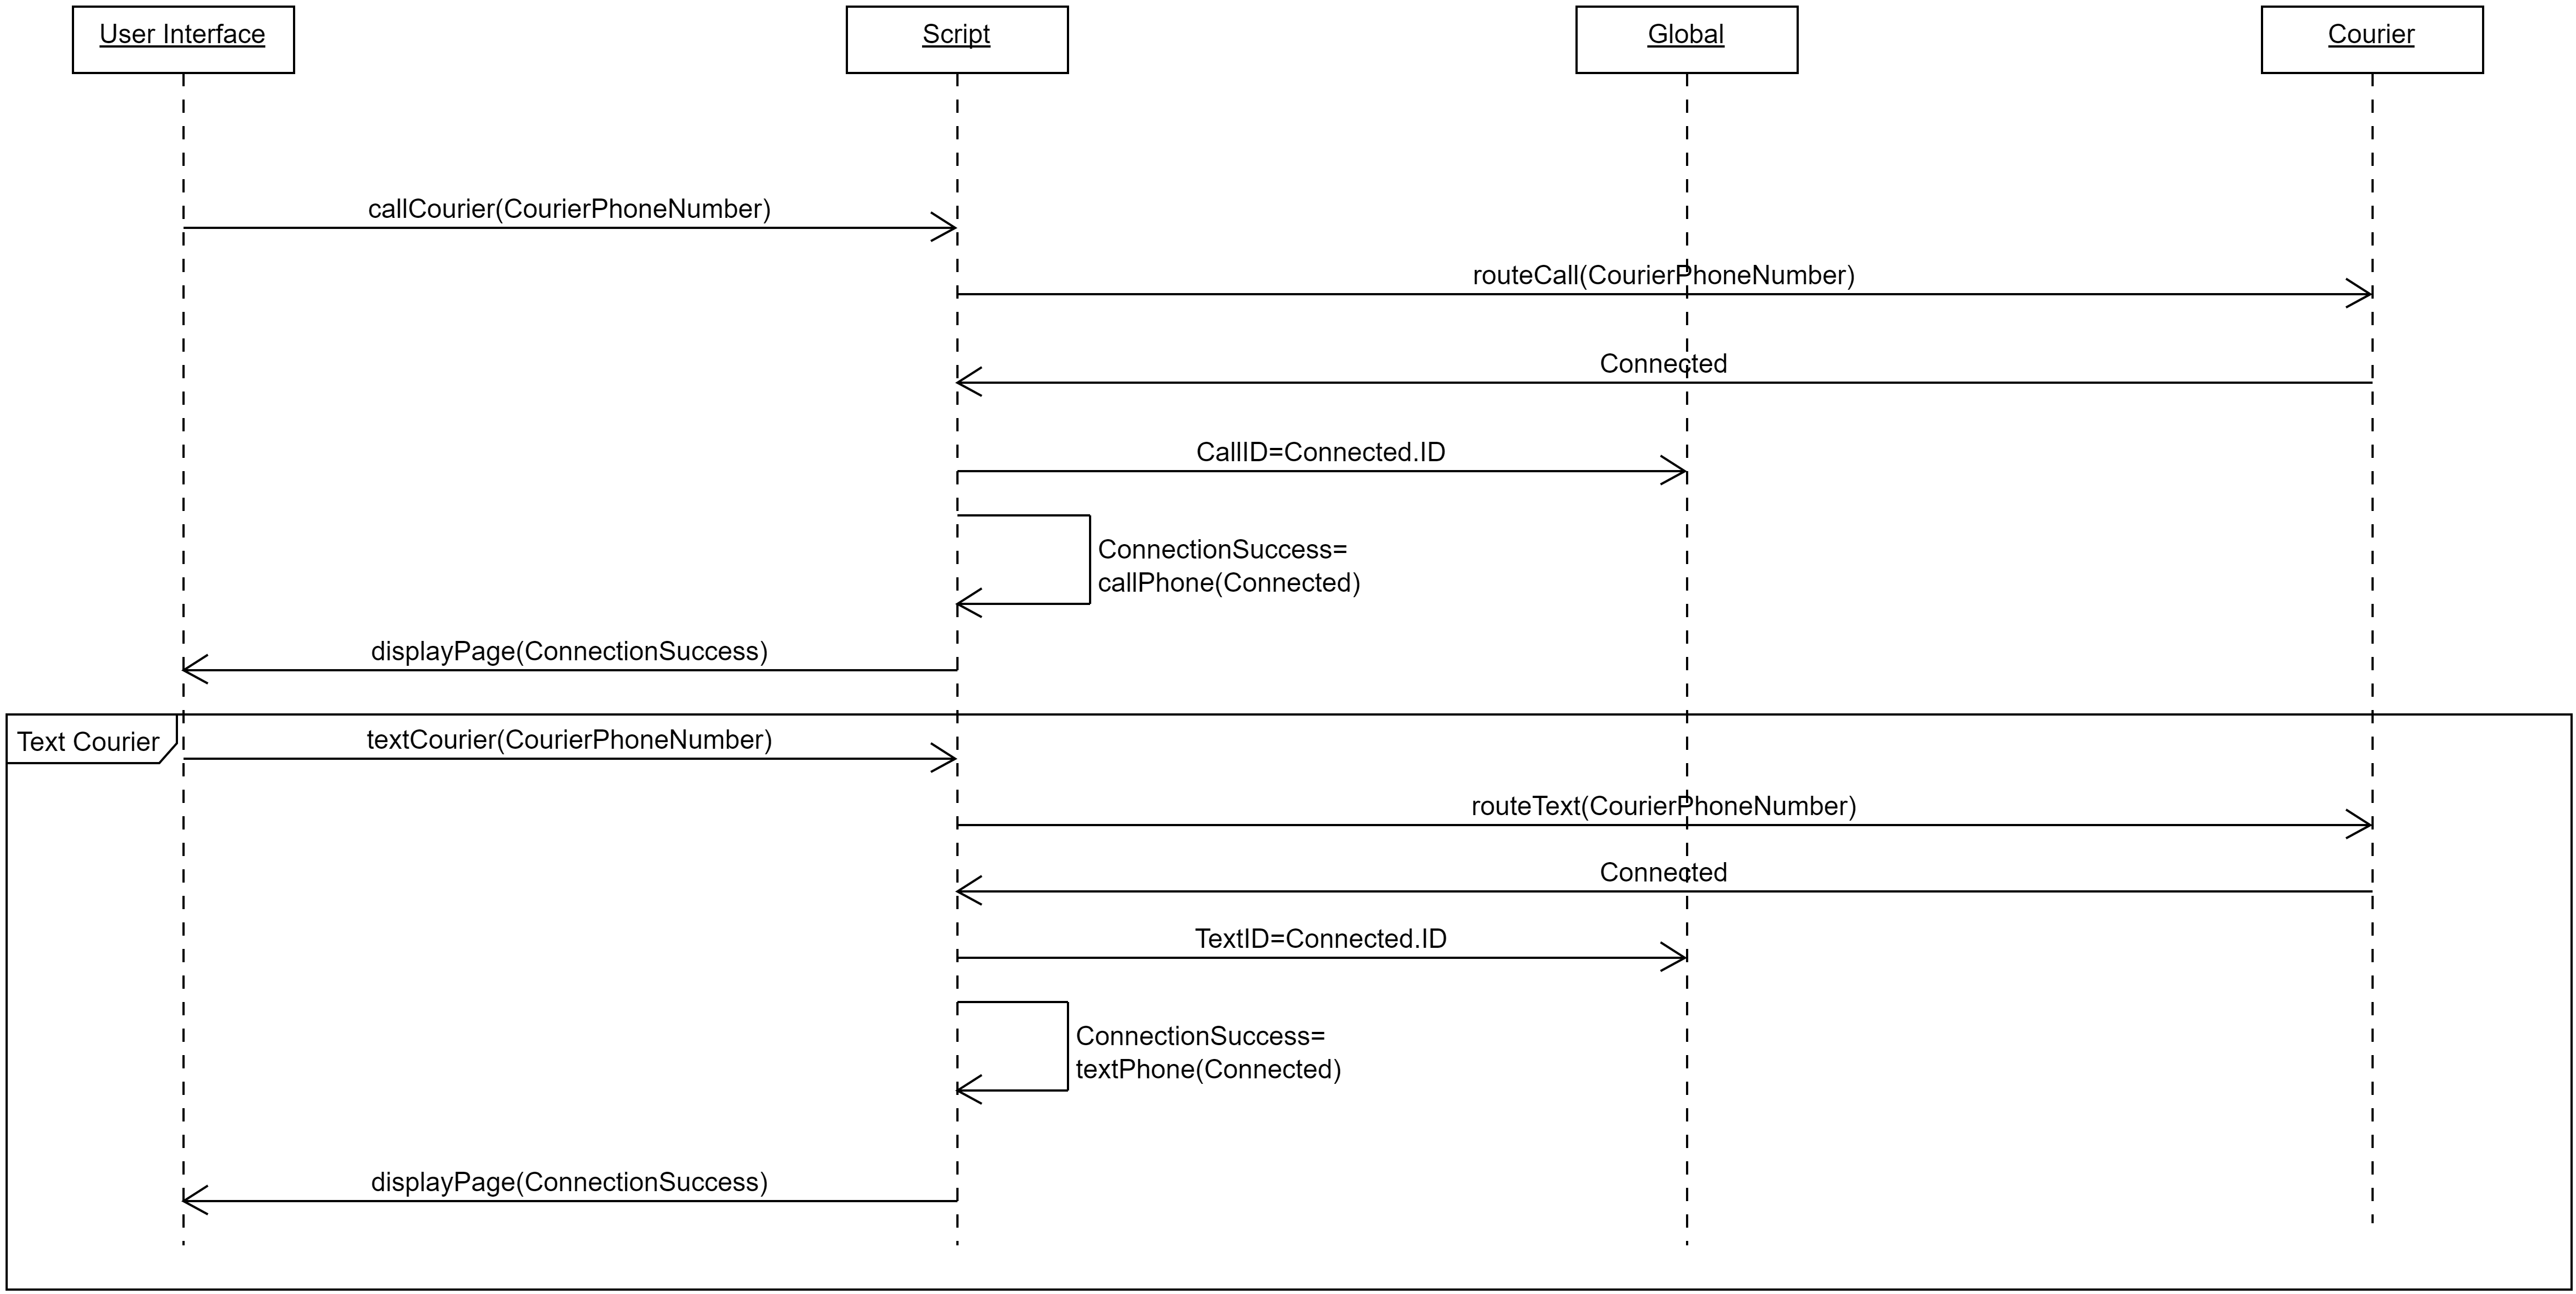 User Interface
Script
Global
Courier
callCourier(CourierPhoneNumber)
routeCall(CourierPhoneNumber)
Connected
CallID=Connected.ID
ConnectionSuccess=
callPhone(Connected)
displayPage(ConnectionSuccess)
Text Courier
textCourier(CourierPhoneNumber)
routeText(CourierPhoneNumber)
Connected
TextID=Connected.ID
ConnectionSuccess=
textPhone(Connected)
displayPage(ConnectionSuccess)